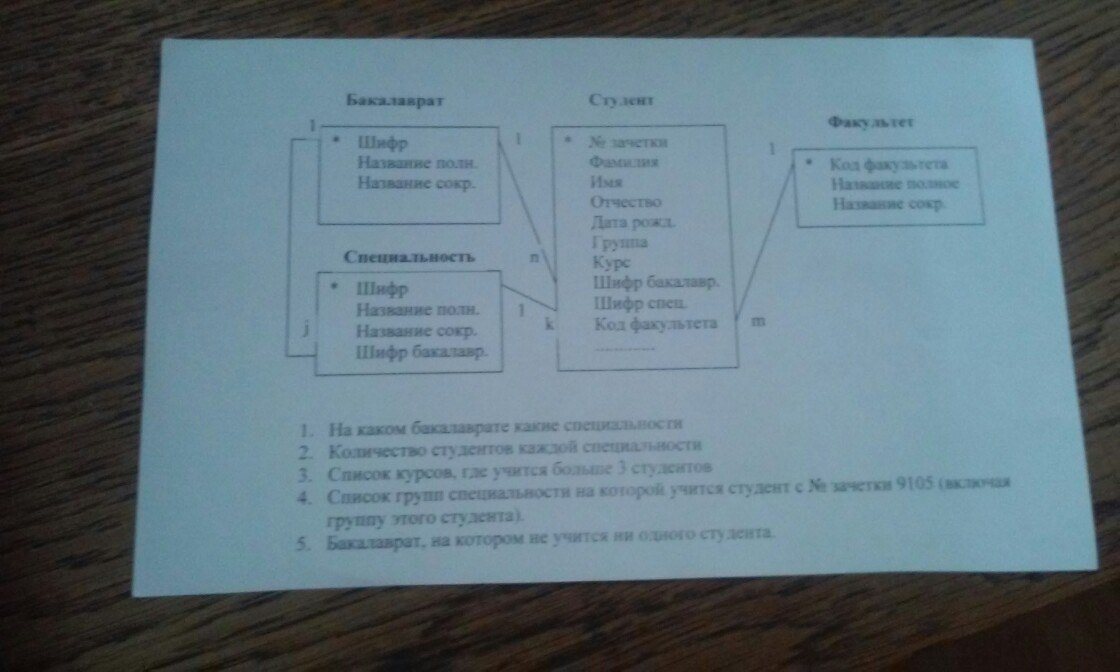 Бакалаврат
1
* Шифр
Название полн.
Название сокр.
1
Специальность
* Шифр
Название полн.
Название сокр.
Шифр бакалавр.
j
n
1
k
Студент
* № зачетки
Фамилия
Имя
Отчество
Дата рожд.
Группа
Курс
Шифр бакалавр.
Шифр спец.
Код факультета
..............
m
1
Факультет
* Код факультета
Название полное
Название сокр.
1. На каком бакалаврате какие специальности
2. Количество студентов каждой специальности
3. Список курсов, где учится больше 3 студентов
4. Список групп специальности на которой учится студент с № зачетки 9105 (включая
группу этого студента).
5. Бакалаврат, на котором не учится ни одного студента.